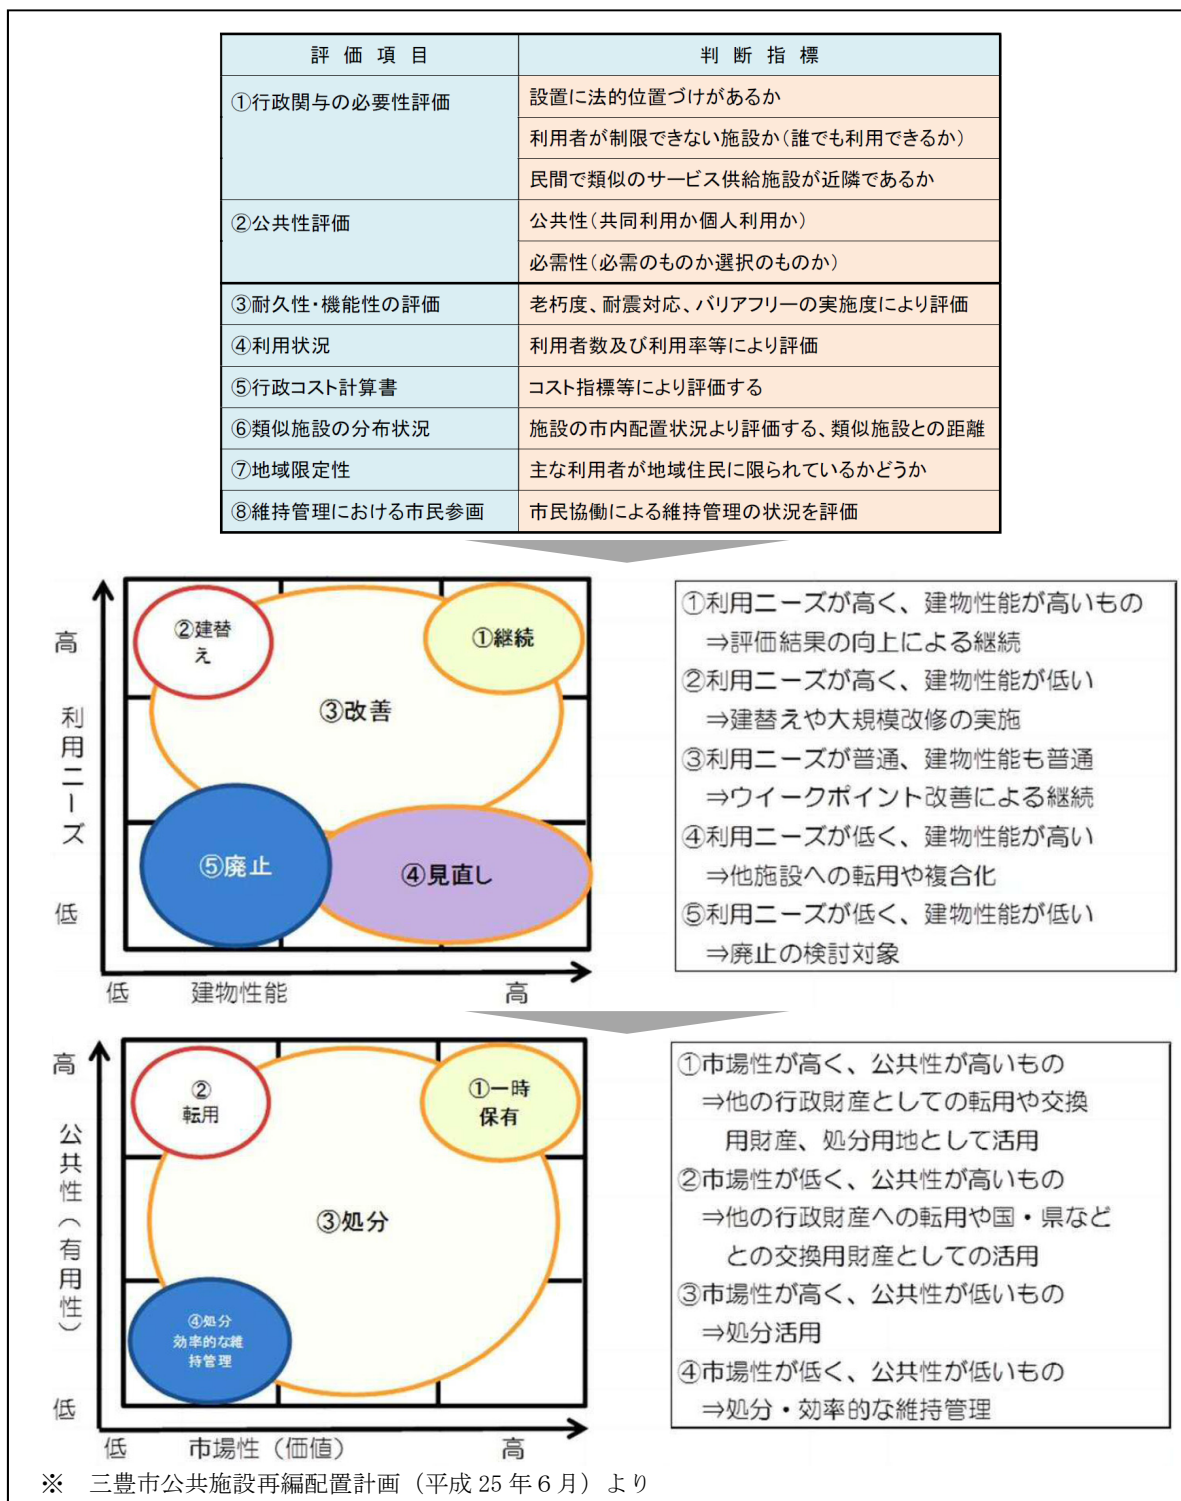 評価項目 判断指標
①行政関与の必要性評価 設置に法的位置づけがあるか
利用者が制限できない施設か（誰でも利用できるか）
民間で類似のサービス供給施設が近隣であるか
②公共性評価 公共性（共同利用か個人利用か）
必需性（必需のものか選択のものか）
③耐久性・機能性の評価 老朽度、耐震対応、バリアフリーの実施度により評価
④利用状況 利用者数及び利用率等により評価
⑤行政コスト計算書 コスト指標等により評価する
⑥類似施設の分布状況 施設の市内配置状況より評価する、類似施設との距離
⑦地域限定性 主な利用者が地域住民に限られているかどうか
⑧維持管理における市民参画 市民協働による維持管理の状況を評価
高
利用ニーズ
低
②建替
え
①継続
③改善
⑤廃止
④見直し
低 建物性能 高
①利用ニーズが高く、建物性能が高いもの
⇒評価結果の向上による継続
②利用ニーズが高く、建物性能が低い
⇒建替えや大規模改修の実施
③利用ニーズが普通、建物性能も普通
⇒ウイークポイント改善による継続
④利用ニーズが低く、建物性能が高い
⇒他施設への転用や複合化
⑤利用ニーズが低く、建物性能が低い
⇒廃止の検討対象
高
公共性（有用性）
低
②
転用
①一時
保有
③処分
④処分
効率的な維
持管理
低 市場性（価値） 高
①市場性が高く、公共性が高いもの
⇒他の行政財産としての転用や交換
用財産、処分用地として活用
②市場性が低く、公共性が高いもの
⇒他の行政財産への転用や国・県など
との交換用財産としての活用
③市場性が高く、公共性が低いもの
⇒処分活用
④市場性が低く、公共性が低いもの
⇒処分・効率的な維持管理
※ 三豊市公共施設再編配置計画（平成 25 年６月）より